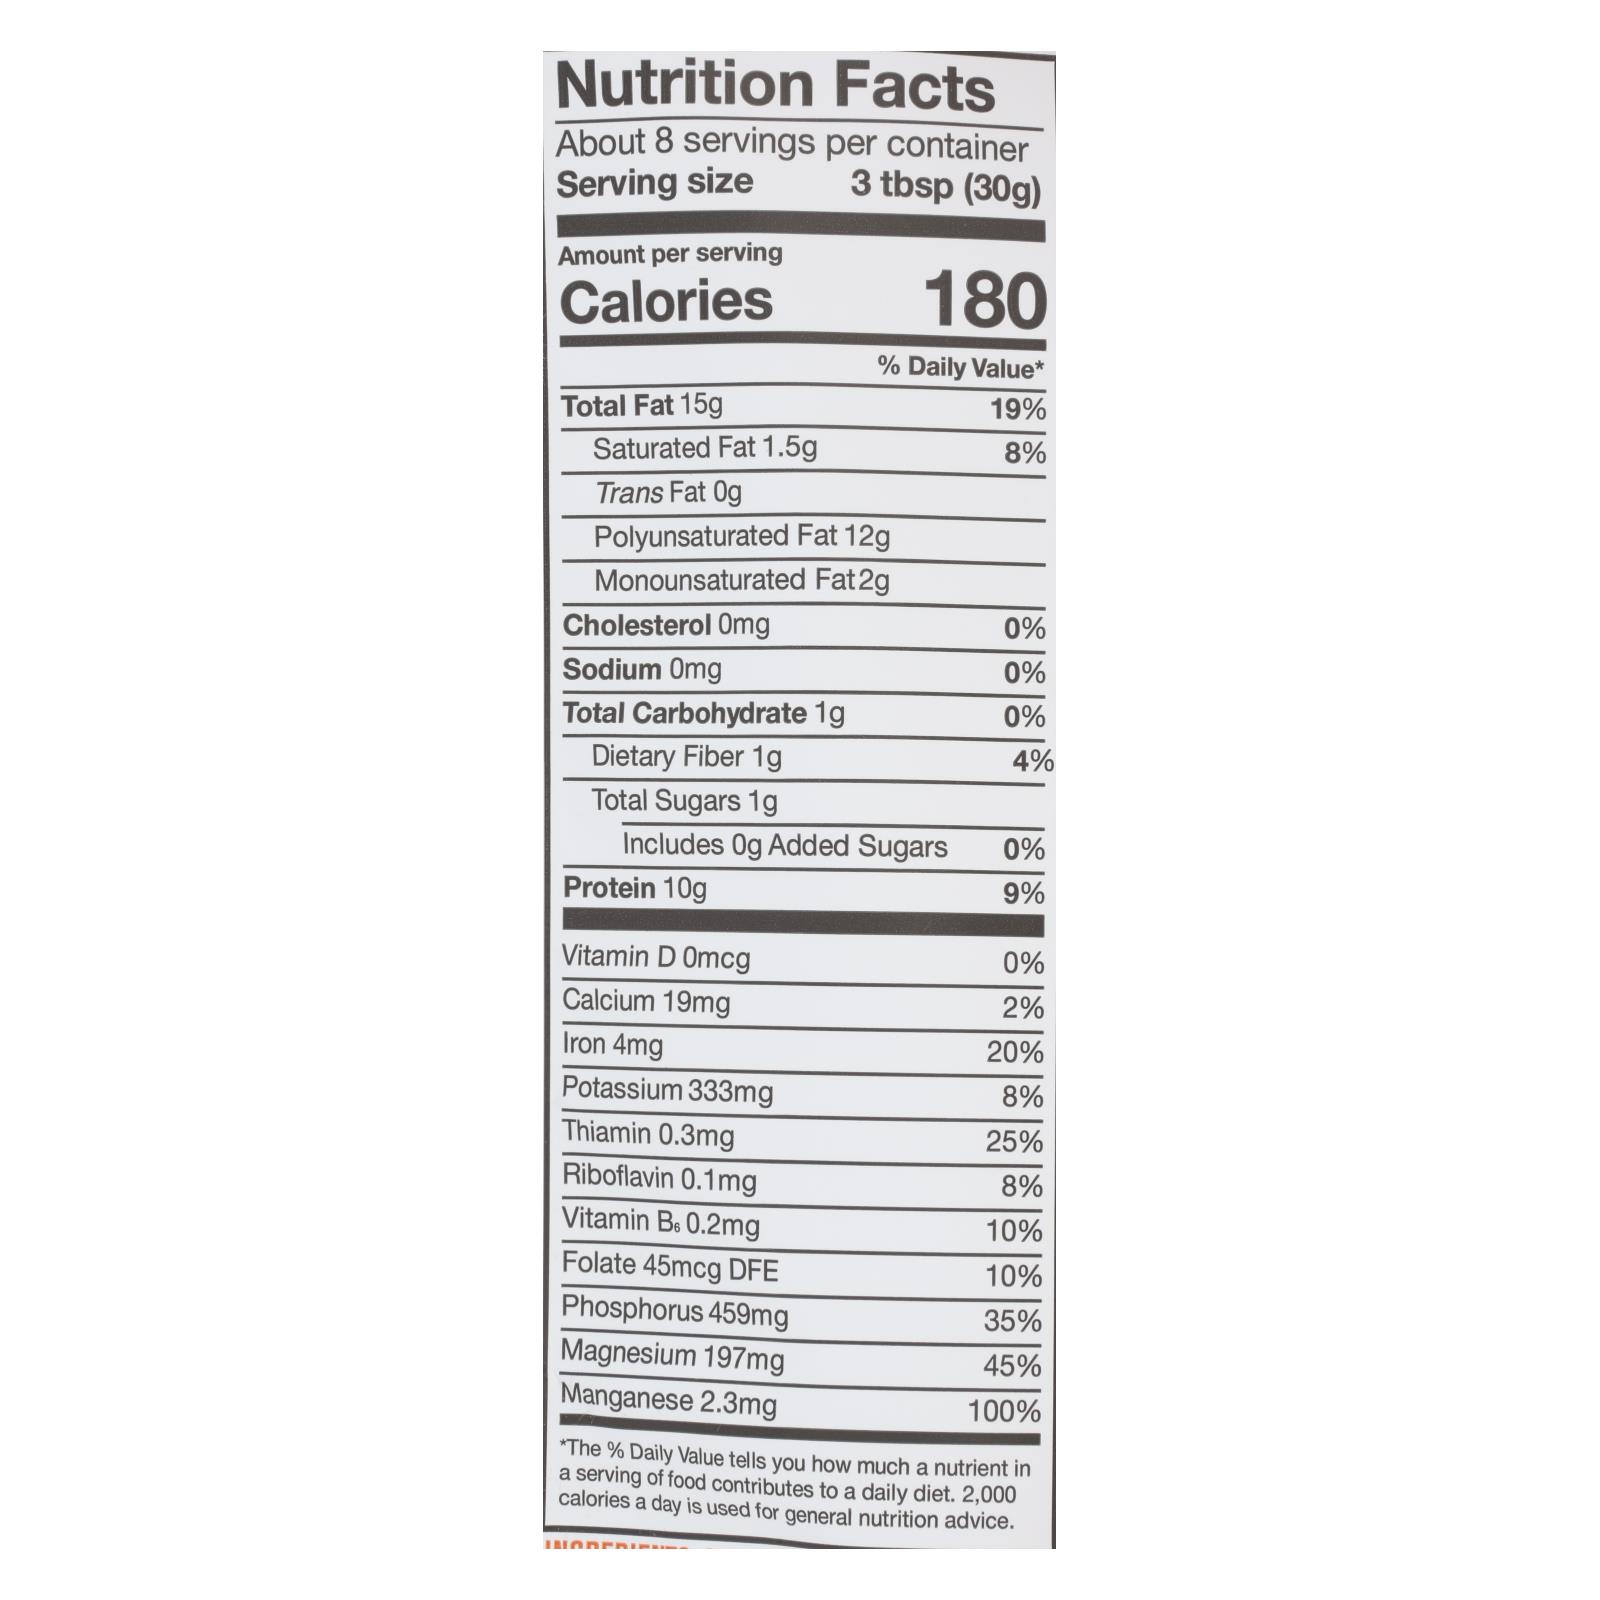 Nutrition Facts
About 8 servings per container
Serving size 3 tbsp (30g)
Amount per serving
Calories 180
% Daily Value*
Total Fat 15g 19%
Saturated Fat 1.5g 8%
Trans Fat 0g
Polyunsaturated Fat 12g
Monounsaturated Fat 2g
Cholesterol 0mg 0%
Sodium 0mg 0%
Total Carbohydrate 1g 0%
Dietary Fiber 1g 4%
Total Sugars 1g
Includes 0g Added Sugars 0%
Protein 10g 9%
Vitamin D 0mcg 0%
Calcium 19mg 2%
Iron 4mg 20%
Potassium 333mg 8%
Thiamin 0.3mg 25%
Riboflavin 0.1mg 8%
Vitamin B₆ 0.2mg 10%
Folate 45mcg DFE 10%
Phosphorus 459mg 35%
Magnesium 197mg 45%
Manganese 2.3mg 100%
*The % Daily Value tells you how much a nutrient in
a serving of food contributes to a daily diet. 2,000
calories a day is used for general nutrition advice.